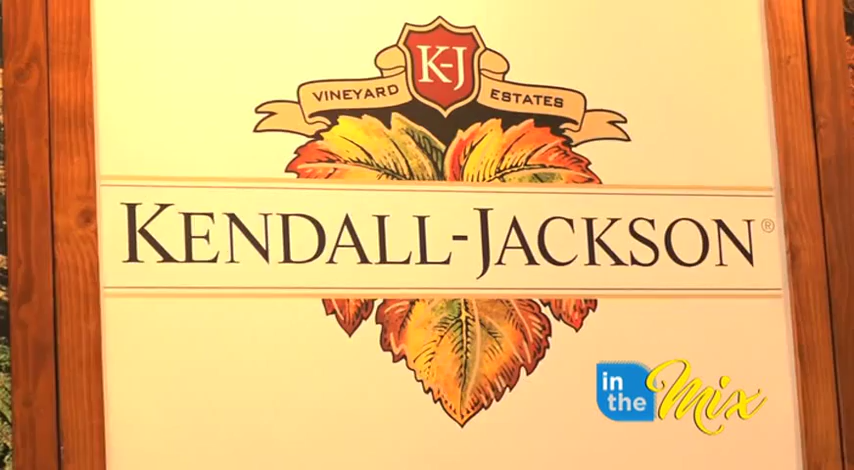 K-J
VINEYARD ESTATES
KENDALL-JACKSON®
in the Mix